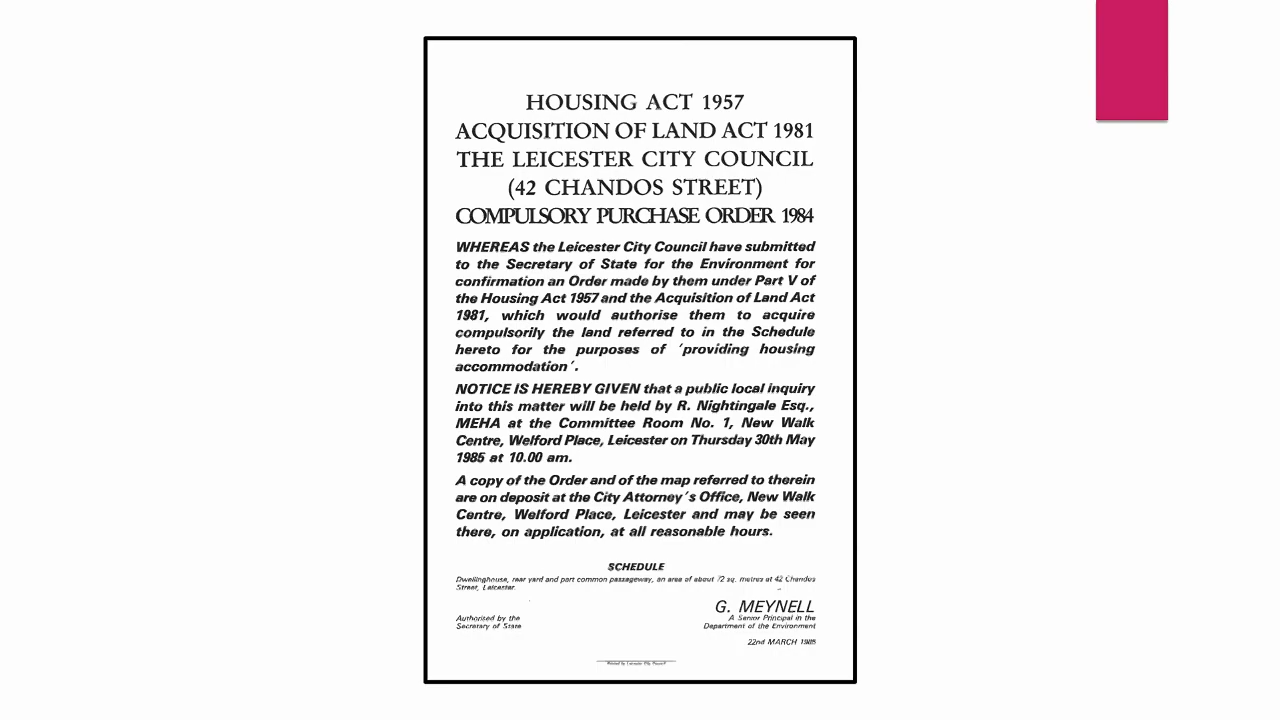 HOUSING ACT 1957
ACQUISITION OF LAND ACT 1981
THE LEICESTER CITY COUNCIL
(42 CHANDOS STREET)
COMPULSORY PURCHASE ORDER 1984
WHEREAS the Leicester City Council have submitted
to the Secretary of State for the Environment for
confirmation an Order made by them under Part V of
the Housing Act 1957 and the Acquisition of Land Act
1981, which would authorise them to acquire
compulsorily the land referred to in the Schedule
hereto for the purposes of 'providing housing
accommodation'.
NOTICE IS HEREBY GIVEN that a public local inquiry
into this matter will be held by R. Nightingale Esq.,
MEHA at the Committee Room No. 1, New Walk
Centre, Welford Place, Leicester on Thursday 30th May
1985 at 10.00 am.
A copy of the Order and of the map referred to therein
are on deposit at the City Attorney's Office, New Walk
Centre, Welford Place, Leicester and may be seen
there, on application, at all reasonable hours.
SCHEDULE
Dwellinghouse, rear yard and part common passageway, an area of about 72 sq. metres at 42 Chandos
Street, Leicester.
Authorised by the
Secretary of State
G. MEYNELL
A Senior Principal in the
Department of the Environment
22nd MARCH 1985